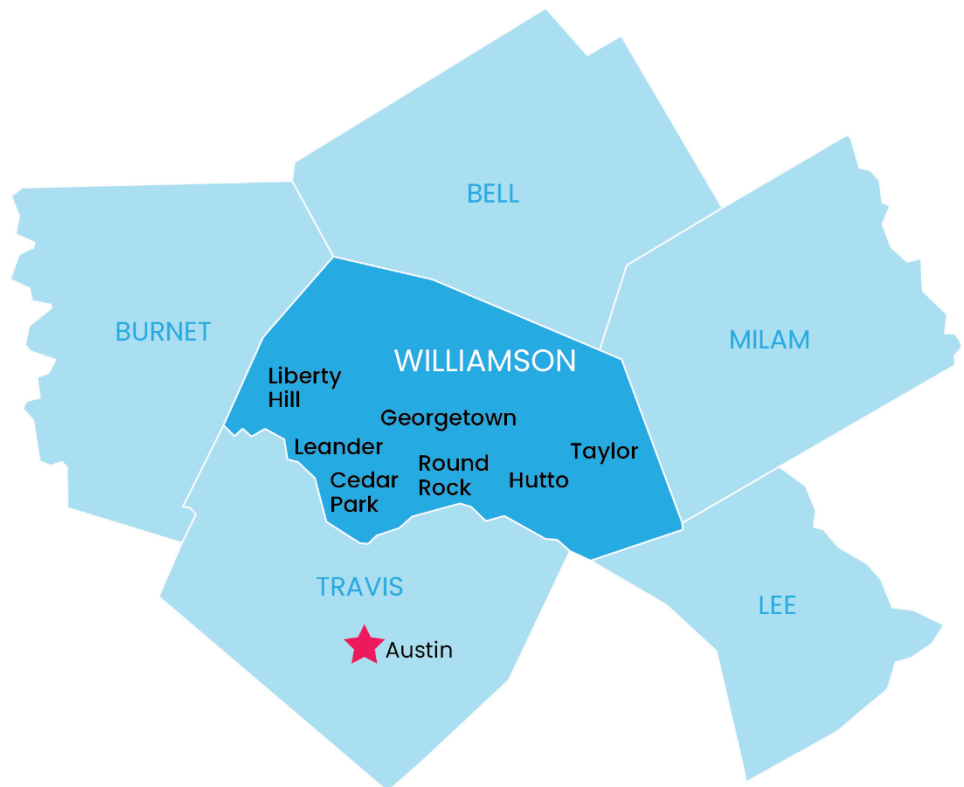 BELL
BURNET
MILAM
WILLIAMSON
Liberty
Hill
Georgetown
Leander
Taylor
Round
Rock
Cedar
Park
Hutto
TRAVIS
LEE
Austin